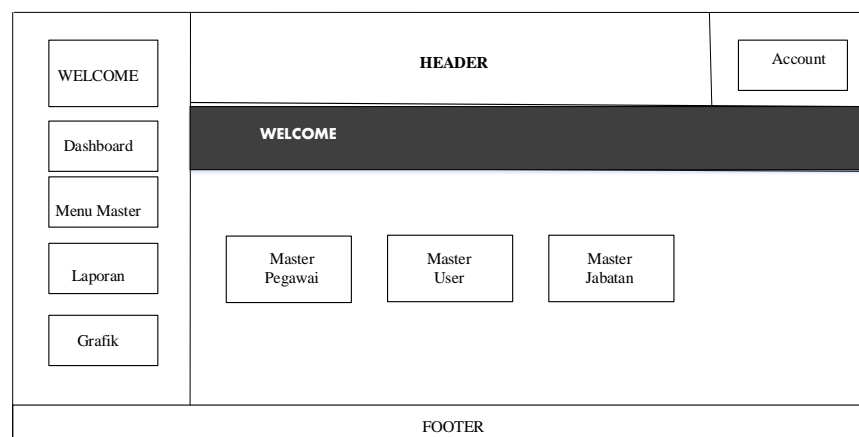 WELCOME
HEADER
Account
Dashboard
WELCOME
Menu Master
Laporan
Grafik
Master
Pegawai
Master
User
Master
Jabatan
FOOTER